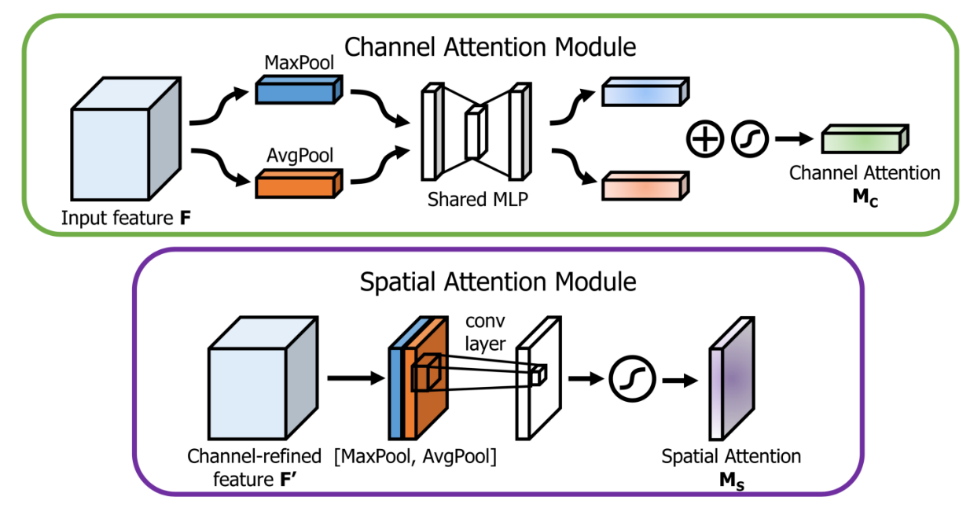 Channel Attention Module
MaxPool
AvgPool
Shared MLP
Input feature F
Channel Attention
Mc
Spatial Attention Module
conv
layer
Channel-refined
feature F’
[MaxPool, AvgPool]
Spatial Attention
Ms